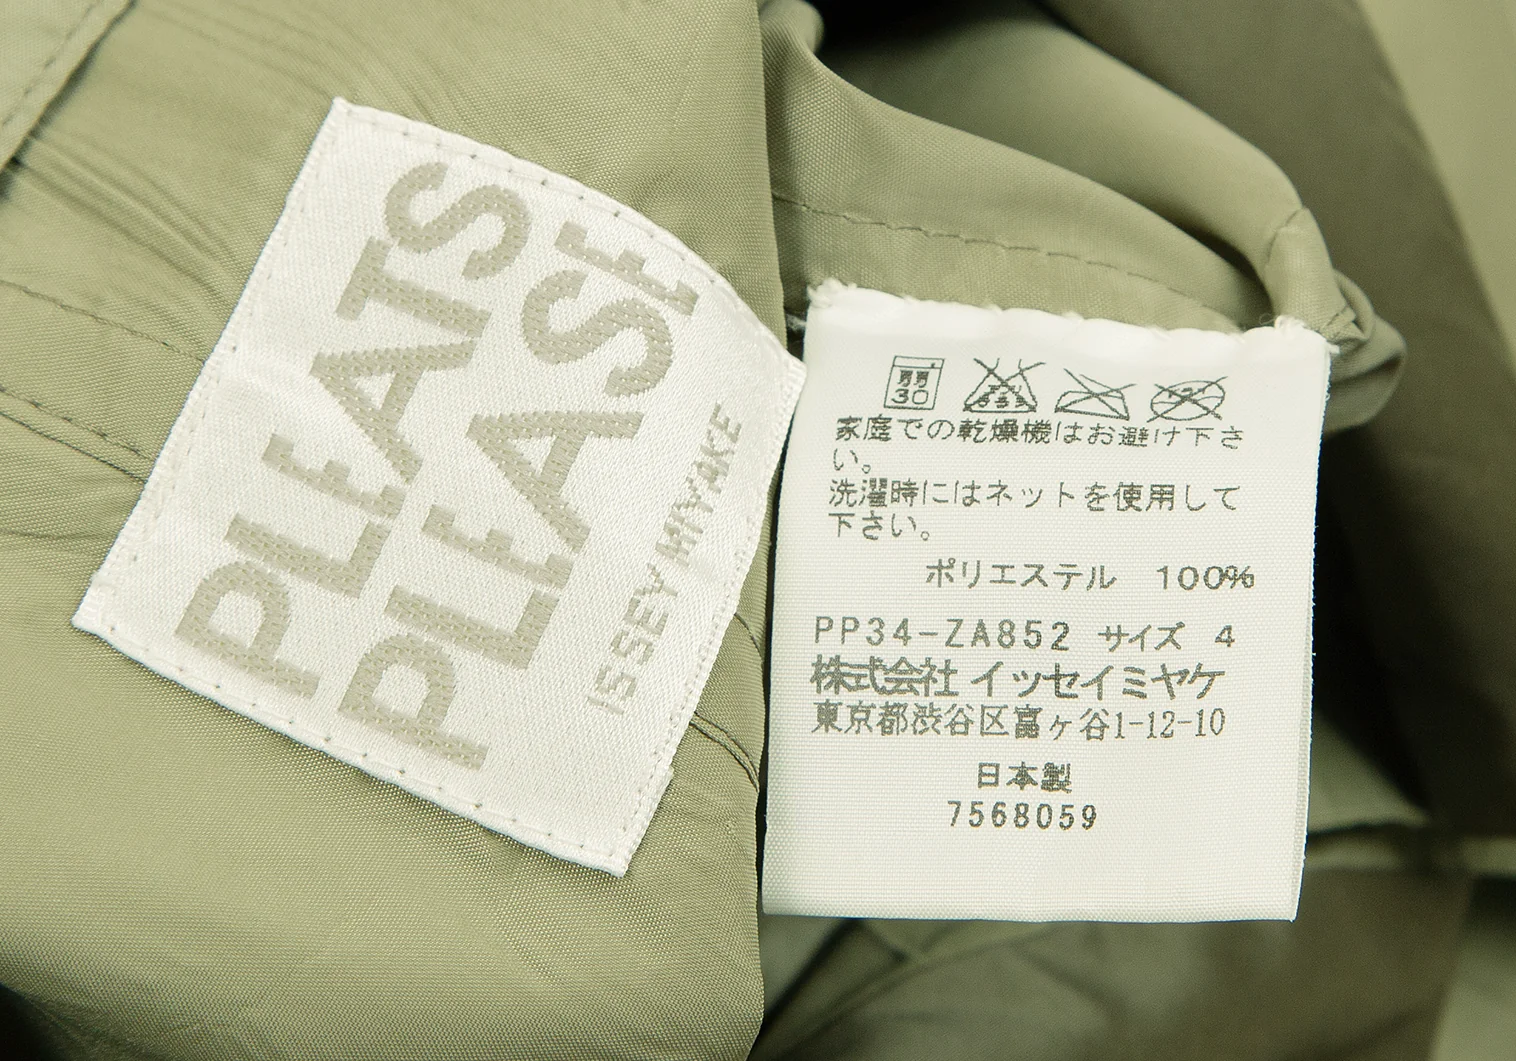 PLEATS
PLEASE
ISSEY MIYAKE
弱
30
家庭での乾燥機はお避け下さ
い。
洗濯時にはネットを使用して
下さい。
ポリエステル 100%
PP34-ZA852 サイズ 4
株式会社 イッセイミヤケ
東京都渋谷区富ヶ谷1-12-10
日本製
7568059